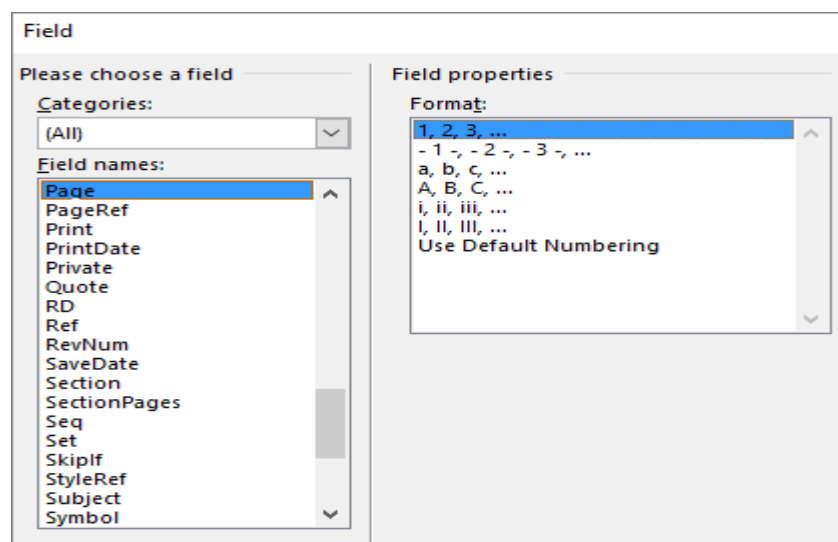 Field
Please choose a field
Categories:
(All)
Field names:
Page
PageRef
Print
PrintDate
Private
Quote
RD
Ref
RevNum
SaveDate
Section
SectionPages
Seq
Set
SkipIf
StyleRef
Subject
Symbol
Field properties
Format:
1, 2, 3, ...
- 1 -, - 2 -, - 3 -, ...
a, b, c, ...
A, B, C, ...
i, ii, iii, ...
I, II, III, ...
Use Default Numbering